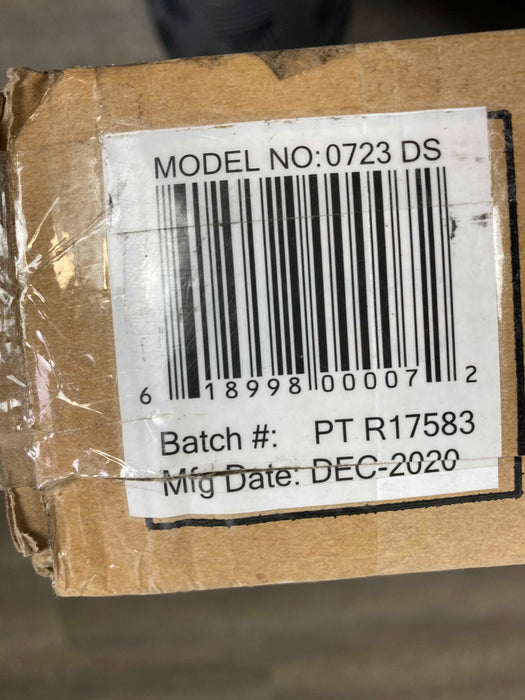 MODEL NO:0723 DS
6 18998 00007 2
Batch #: PT R17583
Mfg Date: DEC-2020